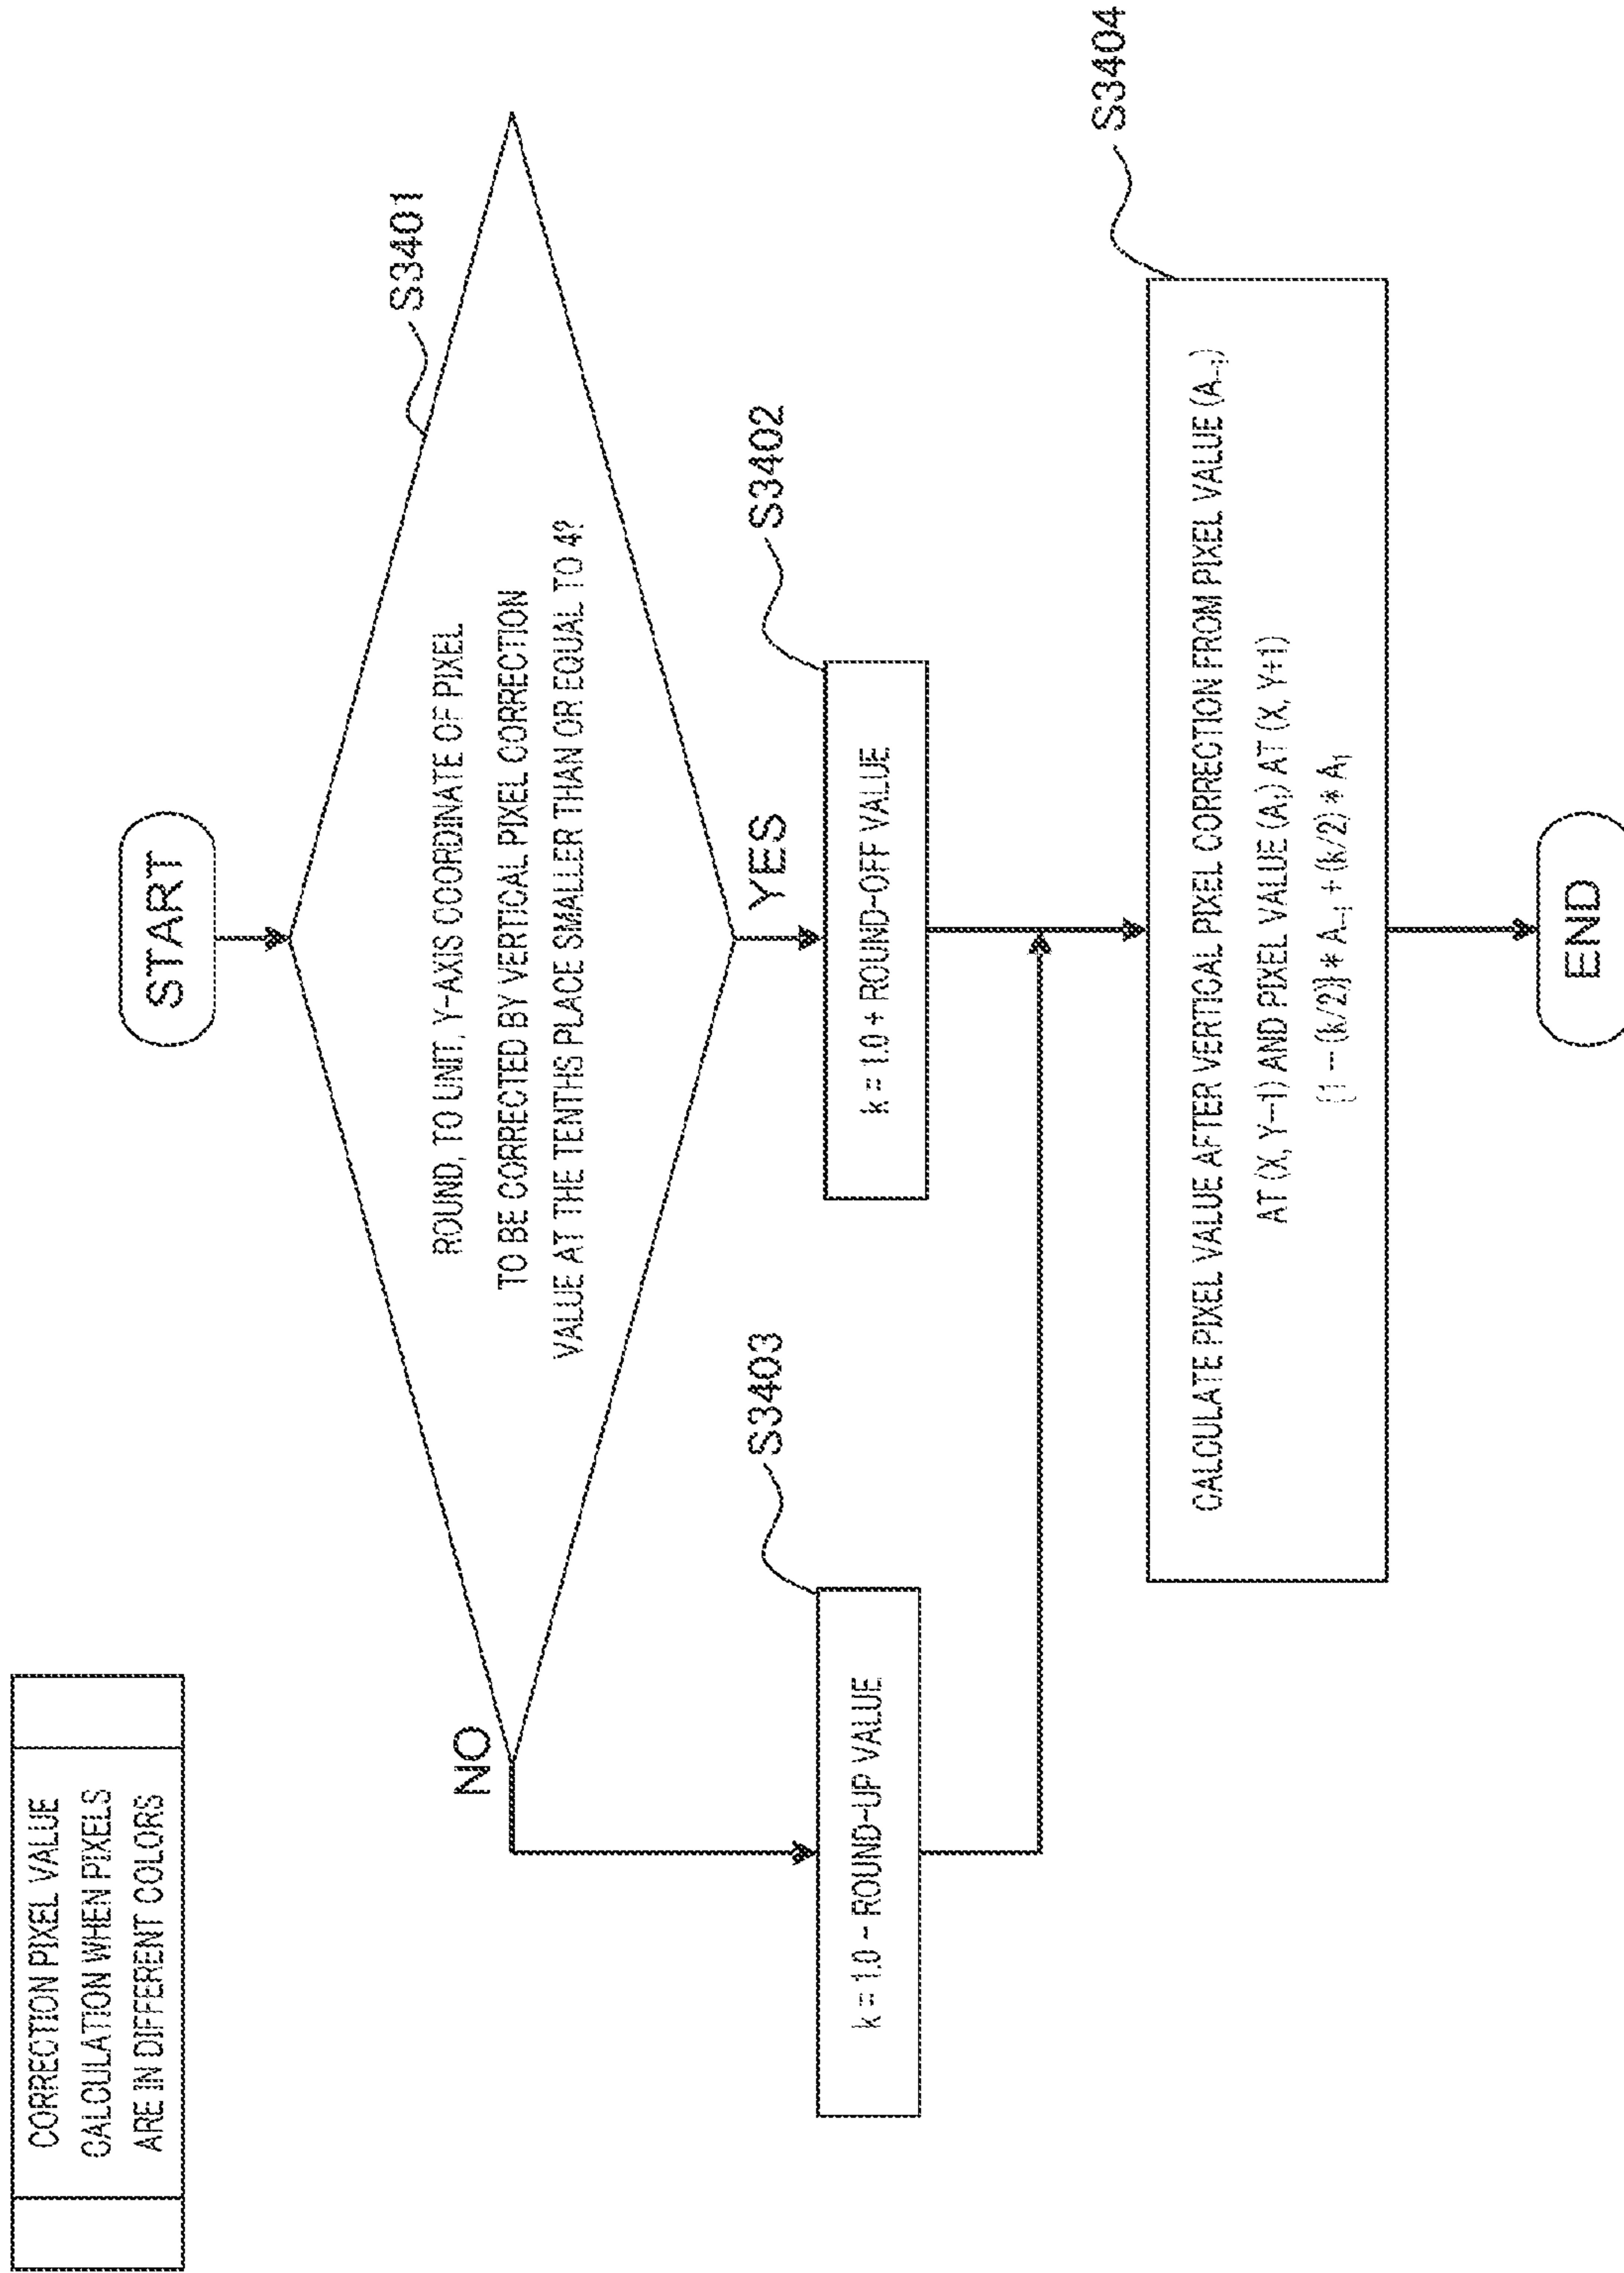 CORRECTION PIXEL VALUE
CALCULATION WHEN PIXELS
ARE IN DIFFERENT COLORS
START
S3401
ROUND, TO UNIT, Y-AXIS COORDINATE OF PIXEL
TO BE CORRECTED BY VERTICAL PIXEL CORRECTION
VALUE AT THE TENTHS PLACE SMALLER THAN OR EQUAL TO 4?
NO
YES
S3403
k = 1.0 - ROUND-UP VALUE
S3402
k = 1.0 + ROUND-OFF VALUE
S3404
CALCULATE PIXEL VALUE AFTER VERTICAL PIXEL CORRECTION FROM PIXEL VALUE (A₋₁)
AT (X, Y-1) AND PIXEL VALUE (A₁) AT (X, Y+1)
{1 - (k/2)} * A₋₁ + (k/2) * A₁
END